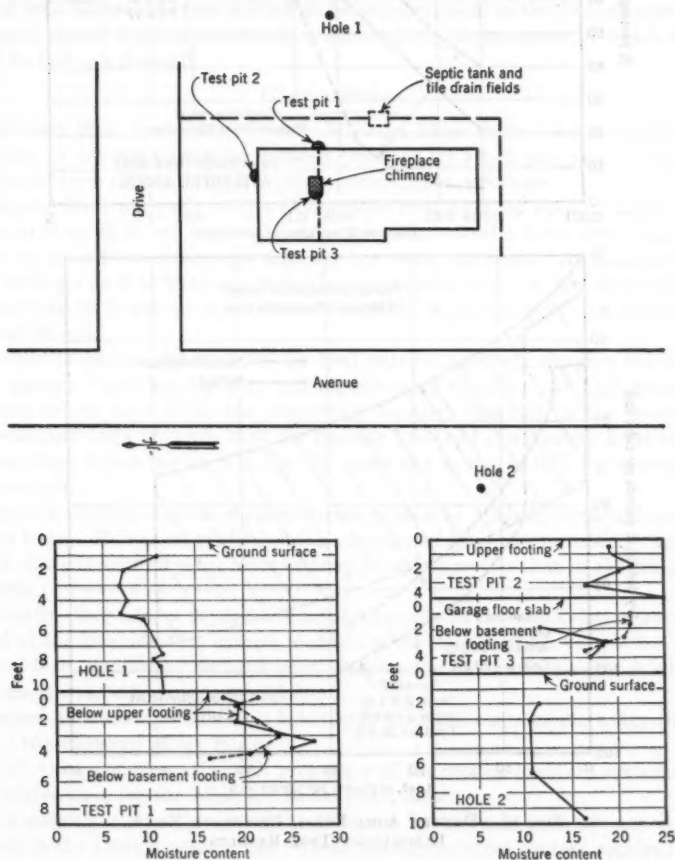 Hole 1
Test pit 2
Septic tank and
tile drain fields
Test pit 1
Fireplace
chimney
Drive
Test pit 3
Avenue
Hole 2
0
2
4
6
8
10
0
2
4
6
8
Feet
Ground surface
HOLE 1
Below upper footing
Below basement footing
TEST PIT 1
0
5
10
15
20
25
30
Moisture content
0
2
4
0
2
4
0
2
4
6
8
10
Feet
Upper footing
TEST PIT 2
Garage floor slab
Below basement
footing
TEST PIT 3
Ground surface
HOLE 2
0
5
10
15
20
25
Moisture content